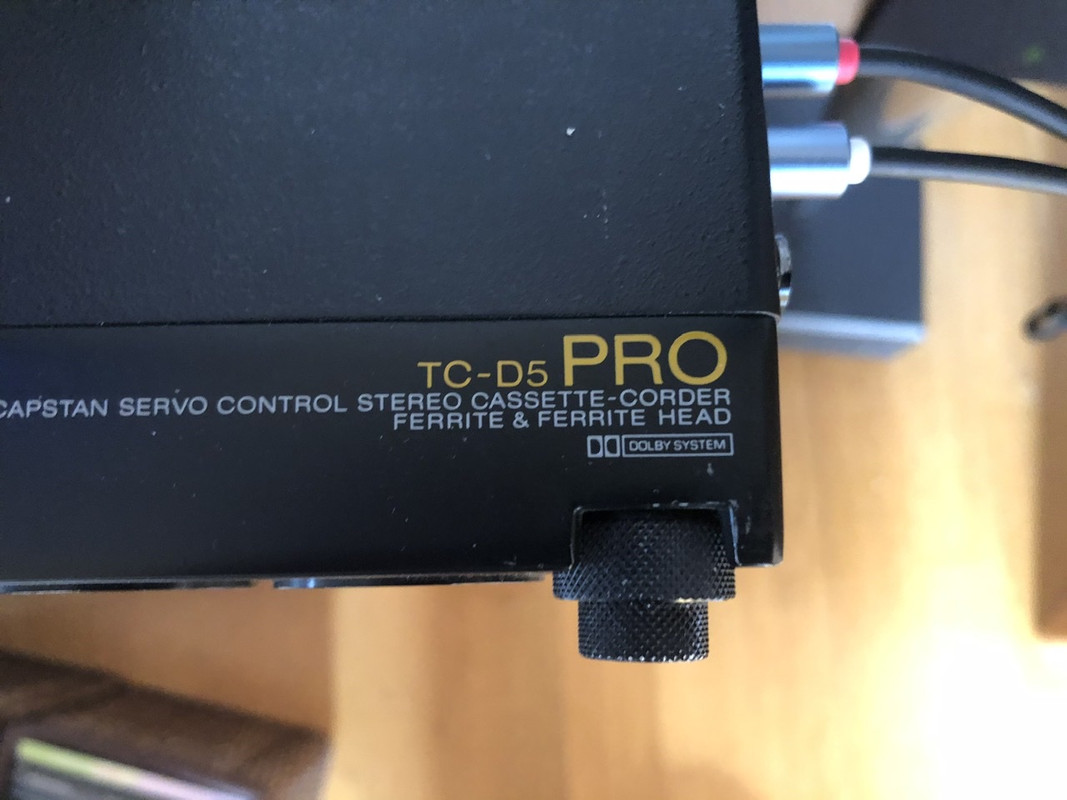 TC-D5 PRO
CAPSTAN SERVO CONTROL STEREO CASSETTE-CORDER
FERRITE & FERRITE HEAD
DOLBY SYSTEM